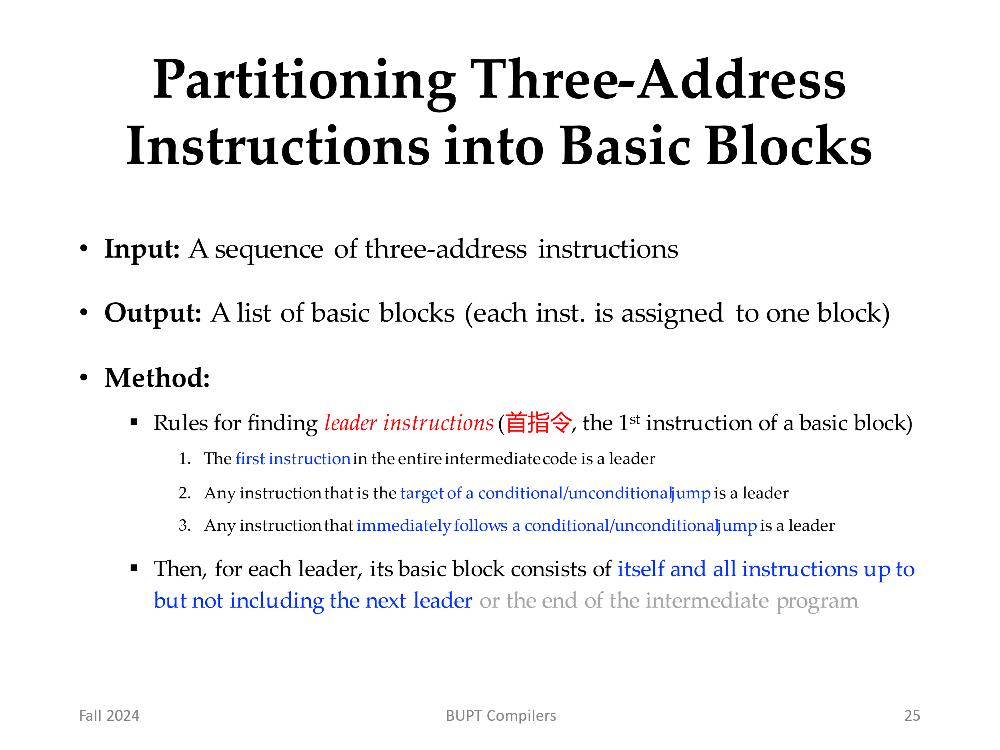 Partitioning Three-Address
Instructions into Basic Blocks
• Input: A sequence of three-address instructions
• Output: A list of basic blocks (each inst. is assigned to one block)
• Method:
▪ Rules for finding leader instructions (首指令, the 1st instruction of a basic block)
1. The first instruction in the entire intermediate code is a leader
2. Any instruction that is the target of a conditional/unconditional jump is a leader
3. Any instruction that immediately follows a conditional/unconditional jump is a leader
▪ Then, for each leader, its basic block consists of itself and all instructions up to
but not including the next leader or the end of the intermediate program
Fall 2024
BUPT Compilers
25